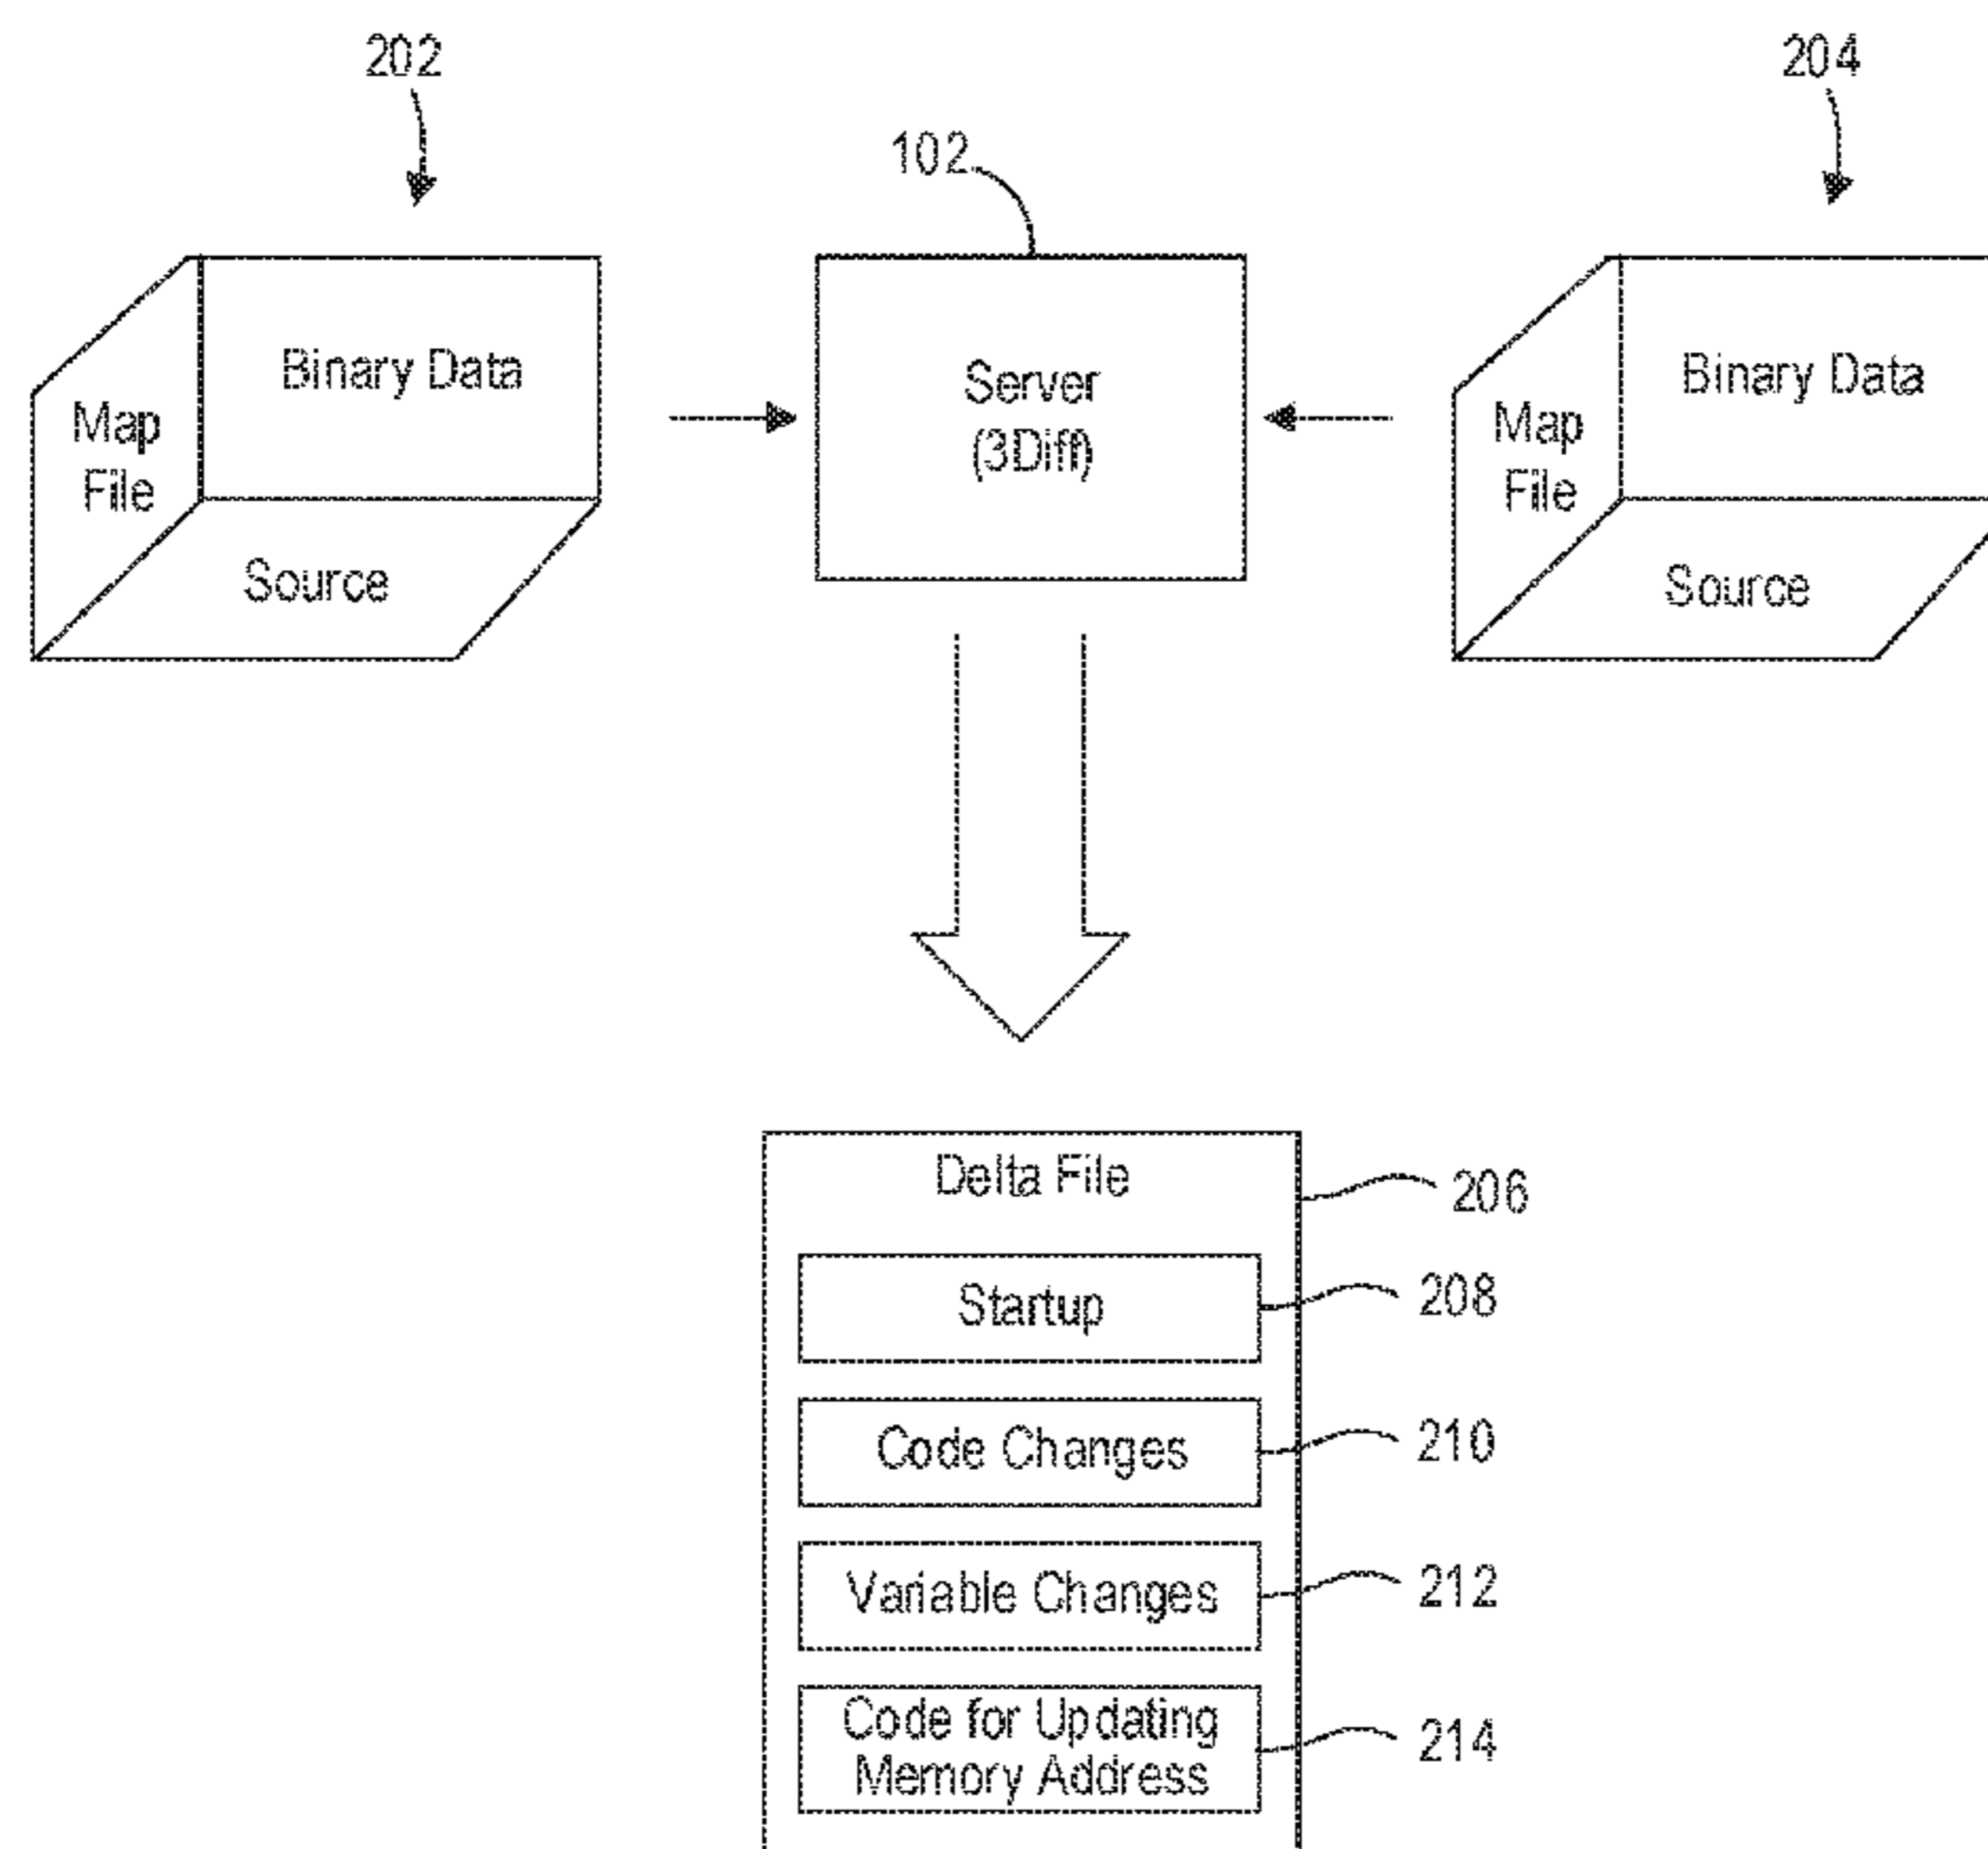 202
204
102
Binary Data
Map
File
Source
Server
(3Diff)
Binary Data
Map
File
Source
Delta File
206
Startup
208
Code Changes
210
Variable Changes
212
Code for Updating
Memory Address
214